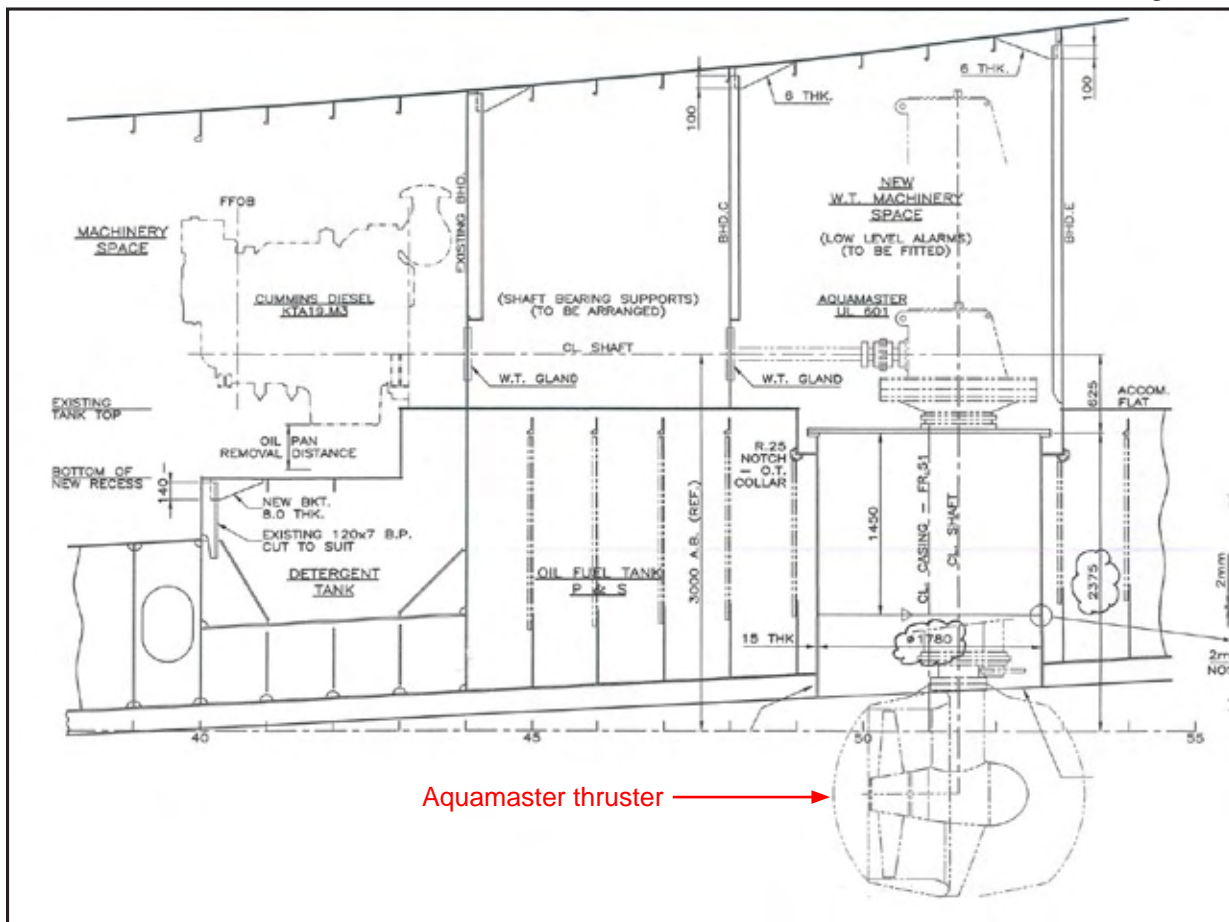 6 THK.
100
6 THK.
100
FFOB
MACHINERY
SPACE
EXISTING BHD.
BHD.C
NEW
W.T. MACHINERY
SPACE
(LOW LEVEL ALARMS)
(TO BE FITTED)
BHD.E
CUMMINS DIESEL
KTA19.M3
(SHAFT BEARING SUPPORTS)
(TO BE ARRANGED)
AQUAMASTER
UL 601
CL SHAFT
W.T. GLAND
W.T. GLAND
625
ACCOM.
FLAT
EXISTING
TANK TOP
OIL PAN
REMOVAL DISTANCE
R.25
NOTCH
– O.T.
COLLAR
BOTTOM OF
NEW RECESS
140
NEW BKT.
8.0 THK.
EXISTING 120x7 B.P.
CUT TO SUIT
3000 A.B. (REF.)
1450
CL CASING – FR.51
CL SHAFT
2375
2mm
DETERGENT
TANK
OIL FUEL TANK
P & S
15 THK
ø1780
40
45
50
55
Aquamaster thruster